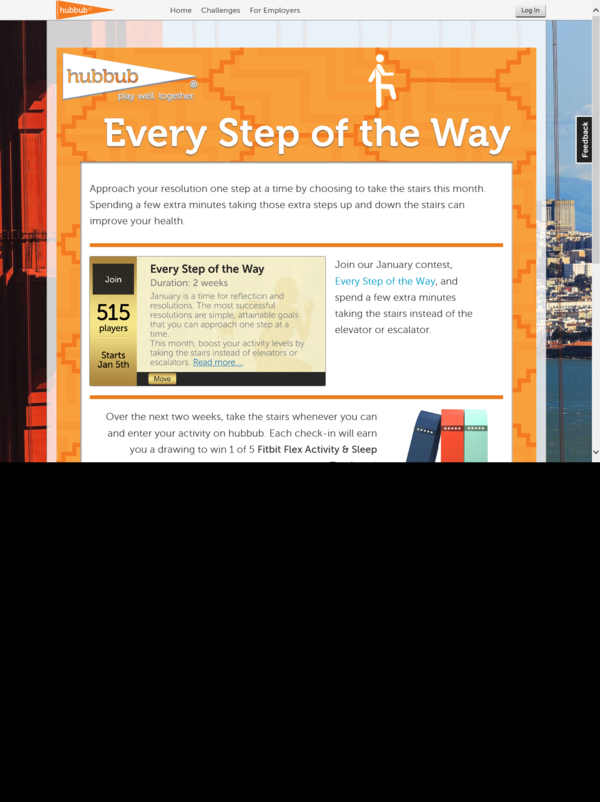 hubbub
Home Challenges For Employers
Log In
hubbub®
play well. together.
Every Step of the Way
Feedback
Approach your resolution one step at a time by choosing to take the stairs this month.
Spending a few extra minutes taking those extra steps up and down the stairs can
improve your health.
Join
515
players
Starts
Jan 5th
Every Step of the Way
Duration: 2 weeks
January is a time for reflection and
resolutions. The most successful
resolutions are simple, attainable goals
that you can approach one step at a
time.
This month, boost your activity levels by
taking the stairs instead of elevators or
escalators. Read more...
Move
Join our January contest,
Every Step of the Way, and
spend a few extra minutes
taking the stairs instead of the
elevator or escalator.
Over the next two weeks, take the stairs whenever you can
and enter your activity on hubbub. Each check-in will earn
you a drawing to win 1 of 5 Fitbit Flex Activity & Sleep